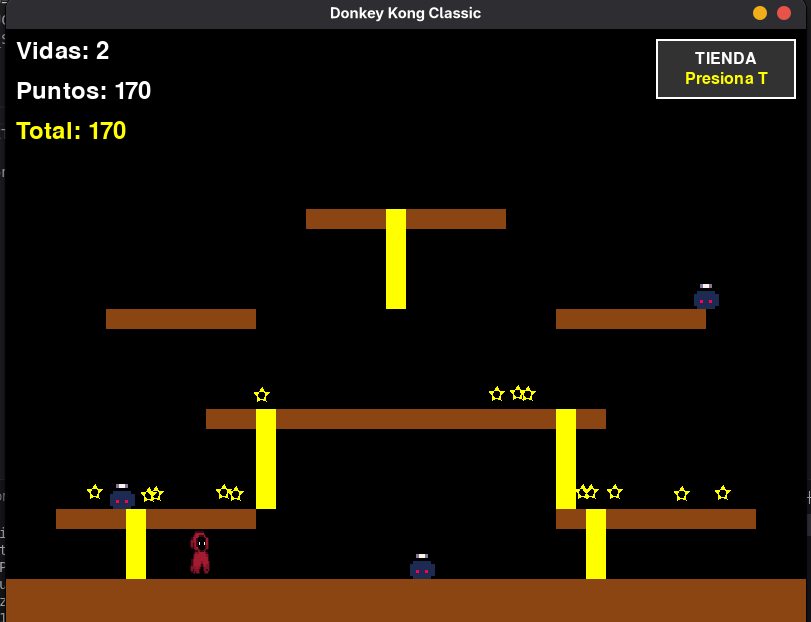 Donkey Kong Classic
Vidas: 2
Puntos: 170
Total: 170
TIENDA
Presiona T